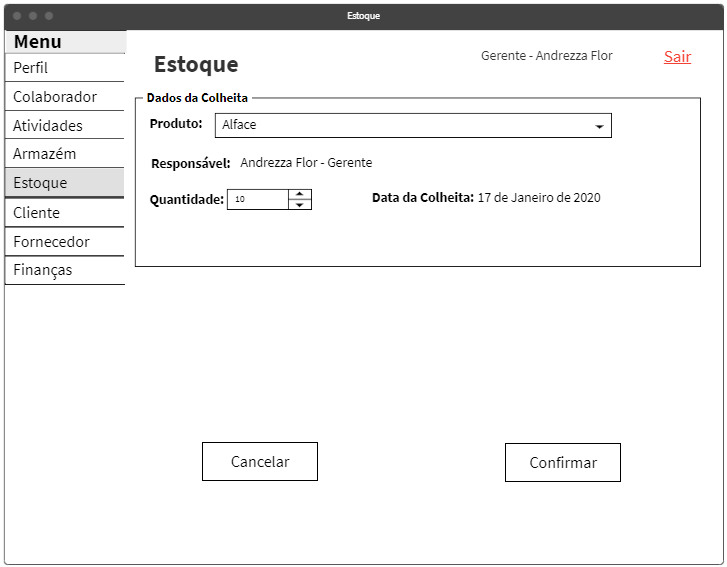 Estoque
Menu
Perfil
Colaborador
Atividades
Armazém
Estoque
Cliente
Fornecedor
Finanças
Estoque
Gerente - Andrezza Flor
Sair
Dados da Colheita
Produto: Alface
Responsável: Andrezza Flor - Gerente
Quantidade: 10 Data da Colheita: 17 de Janeiro de 2020
Cancelar
Confirmar